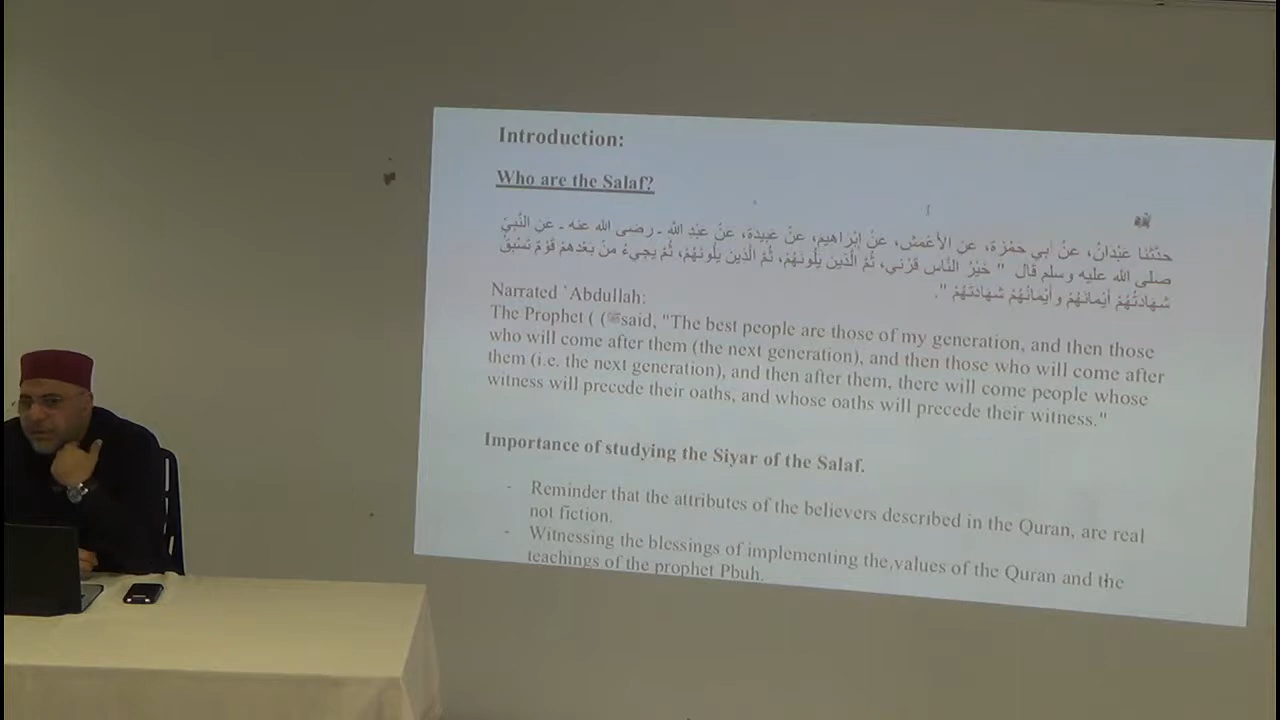 Introduction:
Who are the Salaf?
حَدَّثَنَا عَبْدَانُ، عَنْ أَبِي حَمْزَةَ، عَنِ الأَعْمَشِ، عَنْ إِبْرَاهِيمَ، عَنْ عَبِيدَةَ، عَنْ عَبْدِ اللَّهِ ـ رضى الله عنه ـ عَنِ النَّبِيِّ
صلى الله عليه وسلم قَالَ " خَيْرُ النَّاسِ قَرْنِي، ثُمَّ الَّذِينَ يَلُونَهُمْ، ثُمَّ الَّذِينَ يَلُونَهُمْ، ثُمَّ يَجِيءُ مِنْ بَعْدِهِمْ قَوْمٌ تَسْبِقُ
شَهَادَتُهُمْ أَيْمَانَهُمْ وَأَيْمَانُهُمْ شَهَادَتَهُمْ ".
Narrated `Abdullah:
The Prophet ( (ﷺsaid, "The best people are those of my generation, and then those
who will come after them (the next generation), and then those who will come after
them (i.e. the next generation), and then after them, there will come people whose
witness will precede their oaths, and whose oaths will precede their witness."
Importance of studying the Siyar of the Salaf.
- Reminder that the attributes of the believers described in the Quran, are real
not fiction.
- Witnessing the blessings of implementing the values of the Quran and the
teachings of the prophet Pbuh.